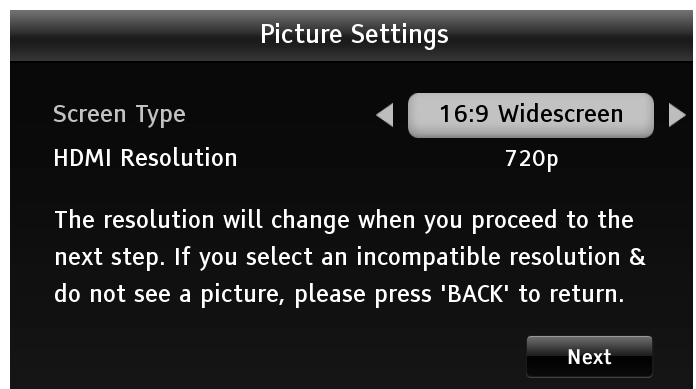 Picture Settings
Screen Type 16:9 Widescreen
HDMI Resolution 720p
The resolution will change when you proceed to the
next step. If you select an incompatible resolution &
do not see a picture, please press 'BACK' to return.
Next